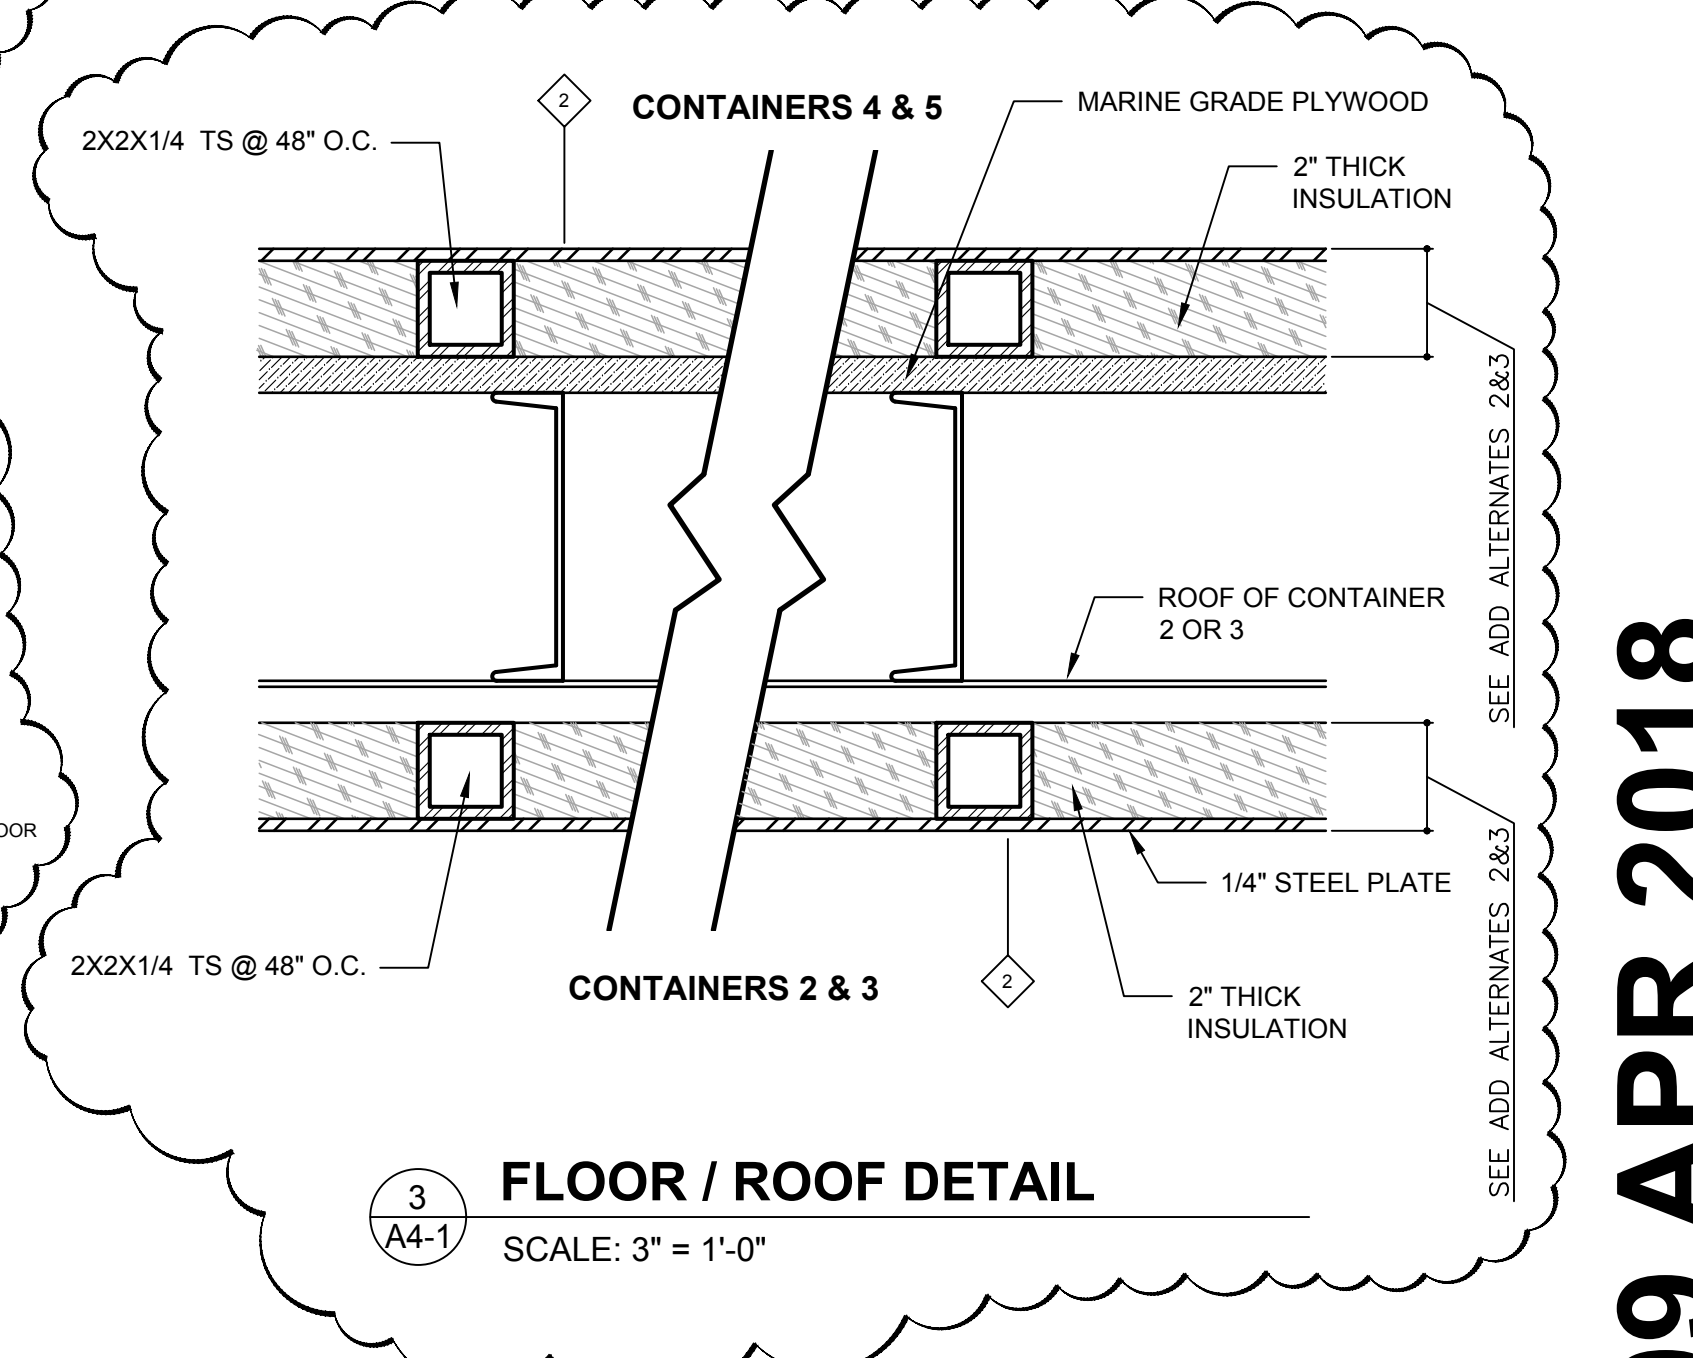 2
CONTAINERS 4 & 5
MARINE GRADE PLYWOOD
2X2X1/4 TS @ 48" O.C.
2" THICK
INSULATION
SEE ADD ALTERNATES 2&3
ROOF OF CONTAINER
2 OR 3
1/4" STEEL PLATE
2X2X1/4 TS @ 48" O.C.
CONTAINERS 2 & 3
2
2" THICK
INSULATION
SEE ADD ALTERNATES 2&3
3
A4-1
FLOOR / ROOF DETAIL
SCALE: 3" = 1'-0"
OOR
09 APR 2018